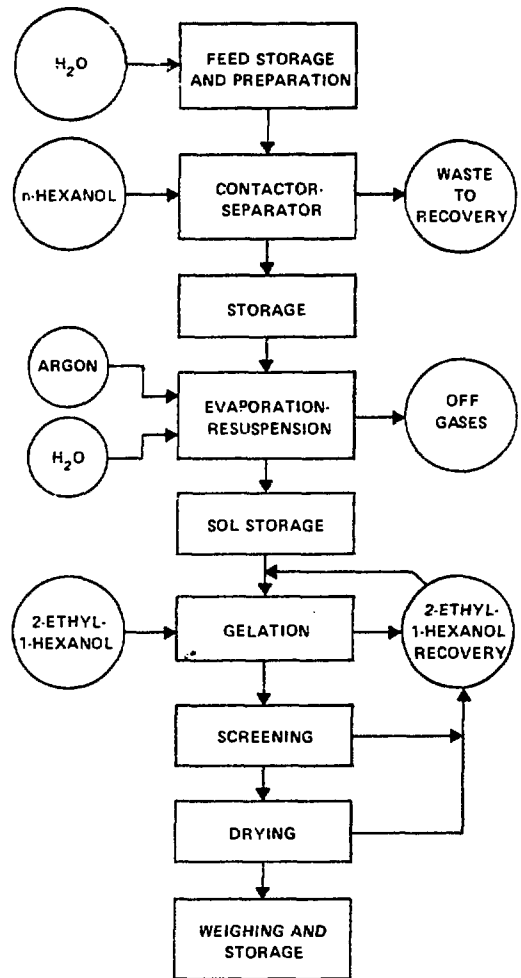 H2O
FEED STORAGE
AND PREPARATION
n-HEXANOL
CONTACTOR-
SEPARATOR
WASTE
TO
RECOVERY
STORAGE
ARGON
H2O
EVAPORATION-
RESUSPENSION
OFF
GASES
SOL STORAGE
2-ETHYL-
1-HEXANOL
GELATION
2-ETHYL-
1-HEXANOL
RECOVERY
SCREENING
DRYING
WEIGHING AND
STORAGE